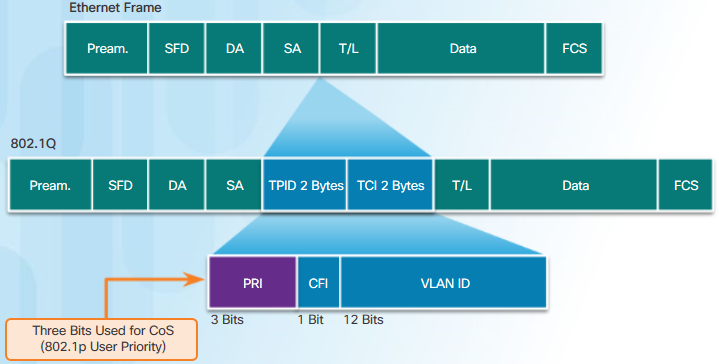 Ethernet Frame
Pream. SFD DA SA T/L Data FCS
802.1Q
Pream. SFD DA SA TPID 2 Bytes TCI 2 Bytes T/L Data FCS
PRI CFI VLAN ID
3 Bits 1 Bit 12 Bits
Three Bits Used for CoS
(802.1p User Priority)